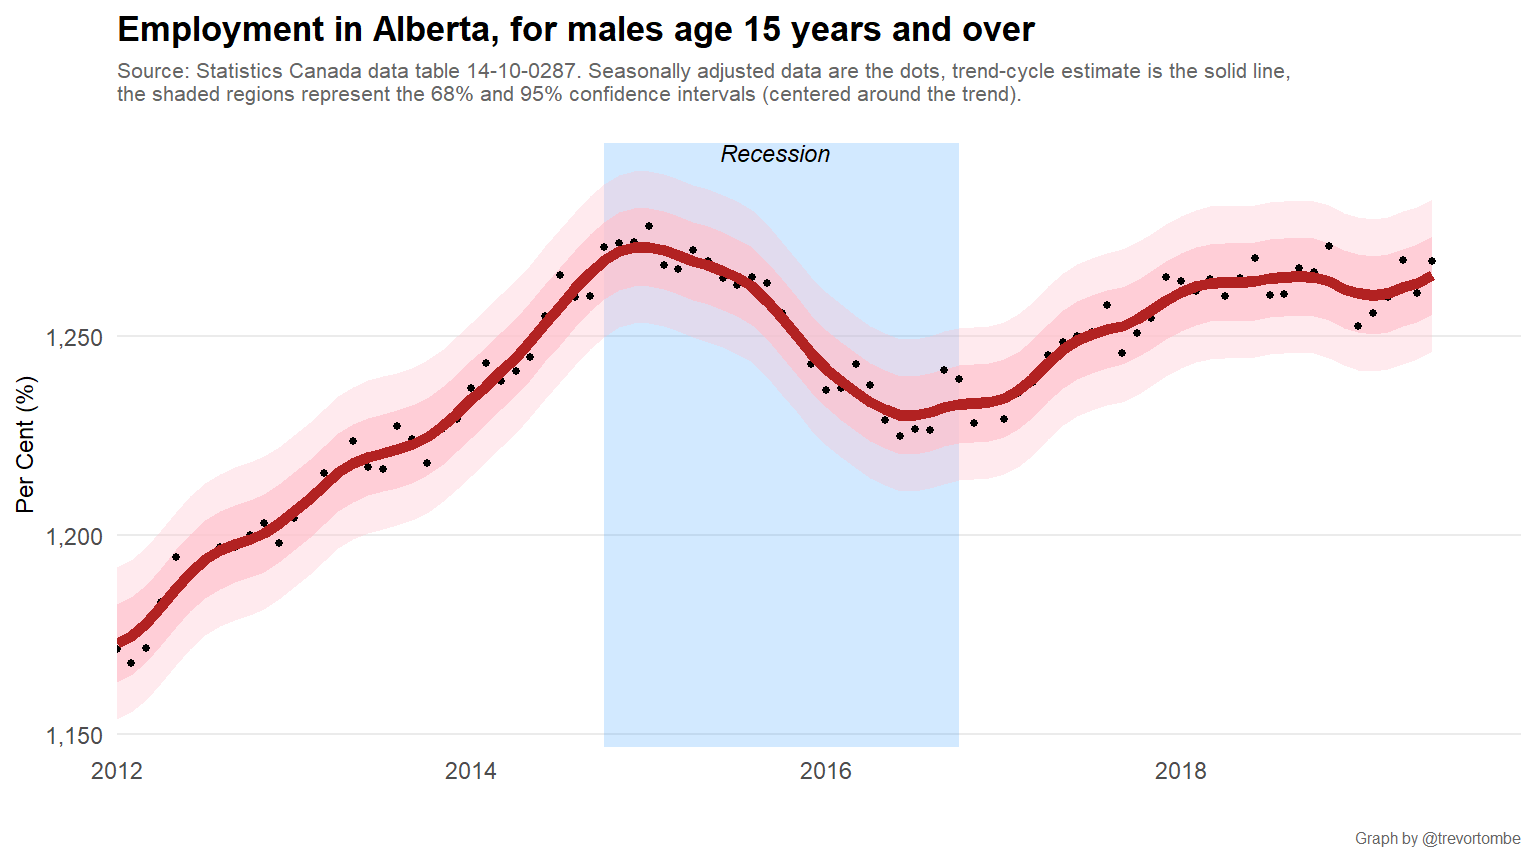 Employment in Alberta, for males age 15 years and over
Source: Statistics Canada data table 14-10-0287. Seasonally adjusted data are the dots, trend-cycle estimate is the solid line,
the shaded regions represent the 68% and 95% confidence intervals (centered around the trend).
Recession
Per Cent (%)
1,250
1,200
1,150
2012
2014
2016
2018
Graph by @trevortombe